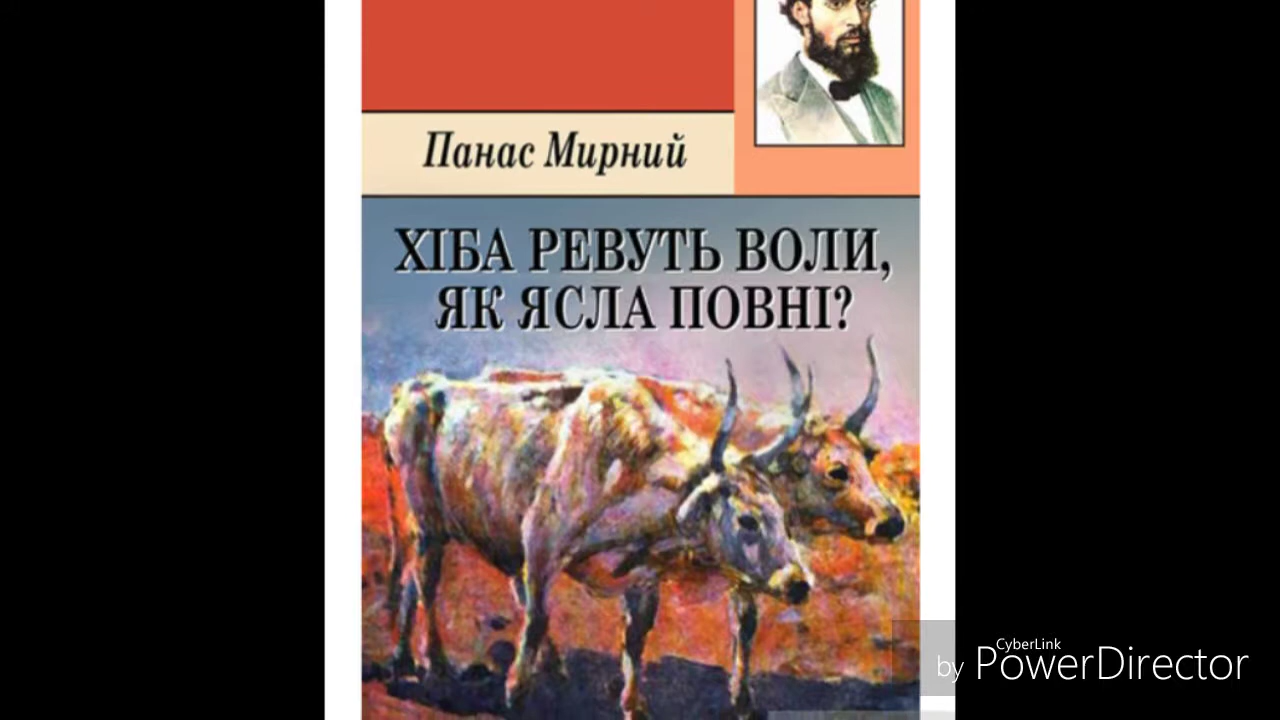 Панас Мирний
ХІБА РЕВУТЬ ВОЛИ,
ЯК ЯСЛА ПОВНІ?
CyberLink
by PowerDirector